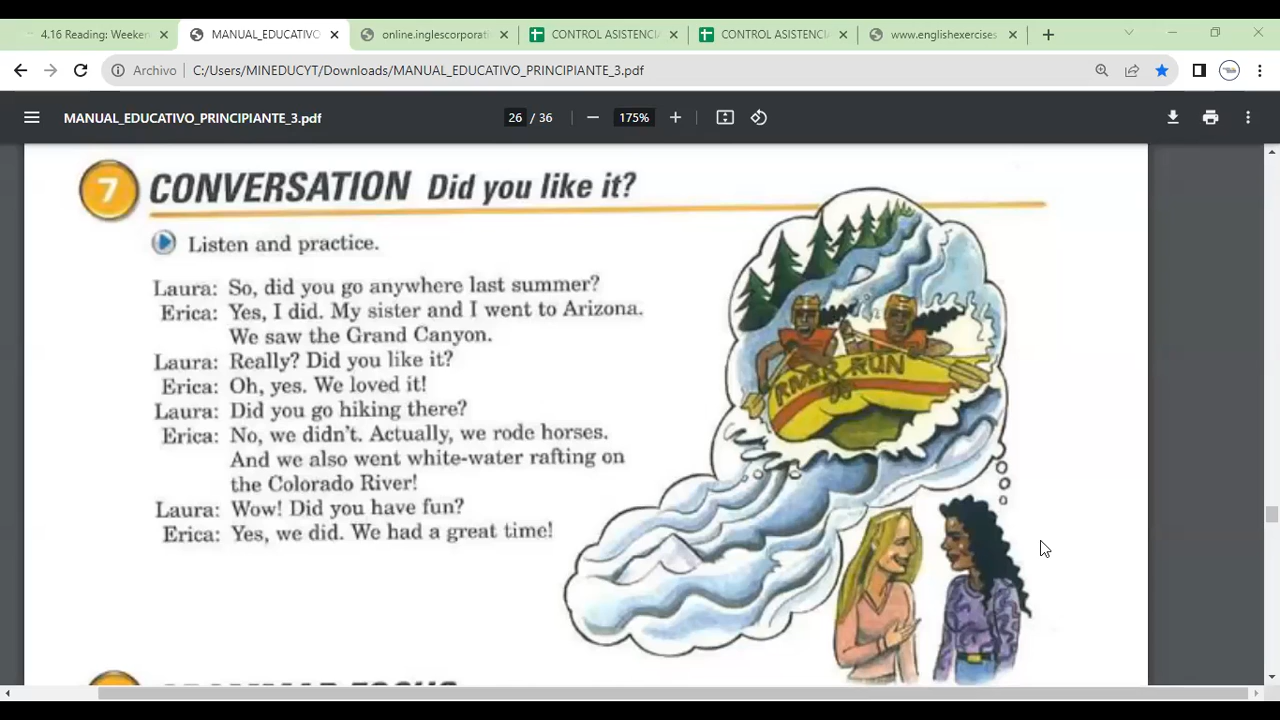 4.16 Reading: Weeken
MANUAL_EDUCATIVO
online.inglescorporati
CONTROL ASISTENCIA
CONTROL ASISTENCIA
www.englishexercises
Archivo
C:/Users/MINEDUCYT/Downloads/MANUAL_EDUCATIVO_PRINCIPIANTE_3.pdf
MANUAL_EDUCATIVO_PRINCIPIANTE_3.pdf
26 / 36
175%
7 CONVERSATION Did you like it?
Listen and practice.
Laura: So, did you go anywhere last summer?
Erica: Yes, I did. My sister and I went to Arizona.
We saw the Grand Canyon.
Laura: Really? Did you like it?
Erica: Oh, yes. We loved it!
Laura: Did you go hiking there?
Erica: No, we didn't. Actually, we rode horses.
And we also went white-water rafting on
the Colorado River!
Laura: Wow! Did you have fun?
Erica: Yes, we did. We had a great time!
RIVER RUN
GRAMMAR FOCUS